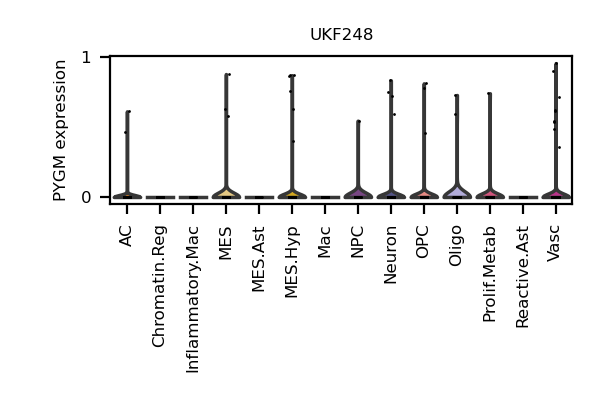 UKF248
PYGM expression
1
0
AC
Chromatin.Reg
Inflammatory.Mac
MES
MES.Ast
MES.Hyp
Mac
NPC
Neuron
OPC
Oligo
Prolif.Metab
Reactive.Ast
Vasc